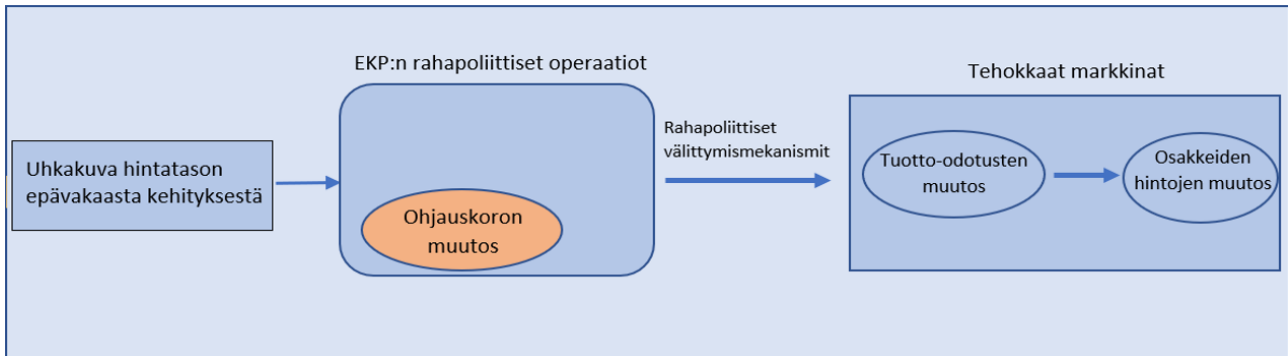 EKP:n rahapoliittiset operaatiot
Tehokkaat markkinat
Uhkakuva hintatason
epävakaasta kehityksestä
Ohjauskoron
muutos
Rahapoliittiset
välittymismekanismit
Tuotto-odotusten
muutos
Osakkeiden
hintojen muutos